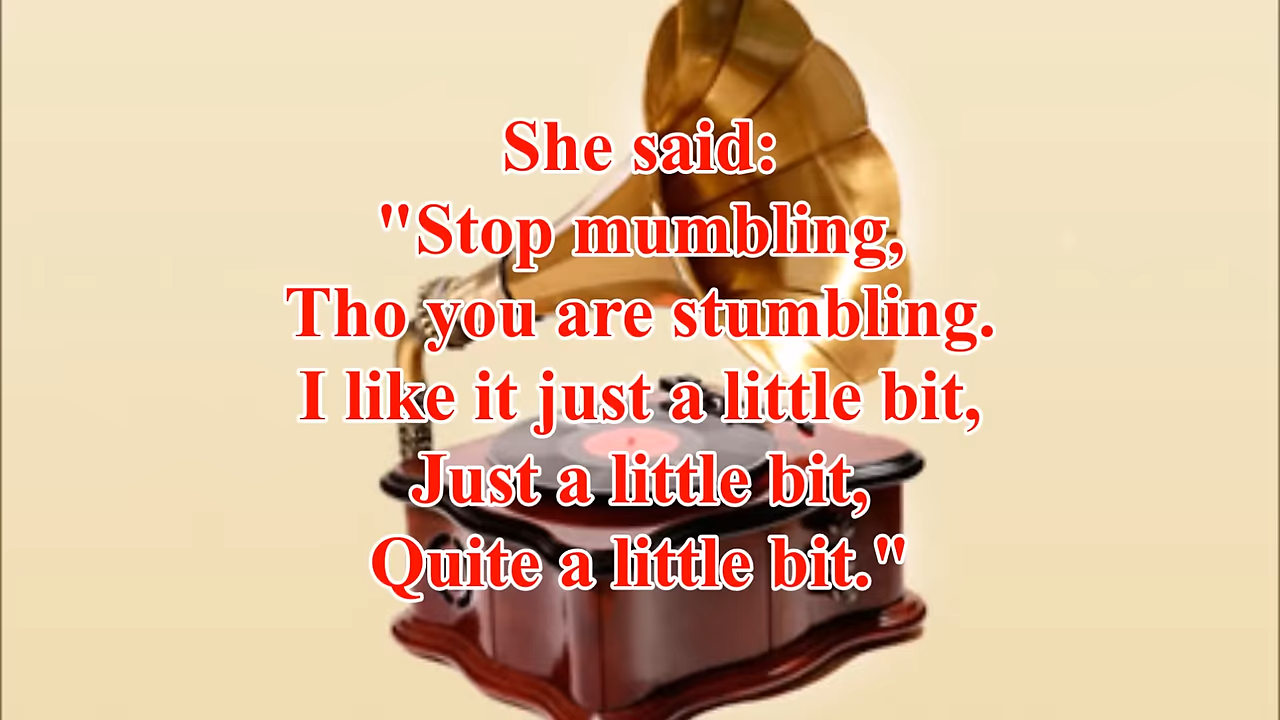 She said:
"Stop mumbling,
Tho you are stumbling.
I like it just a little bit,
Just a little bit,
Quite a little bit."